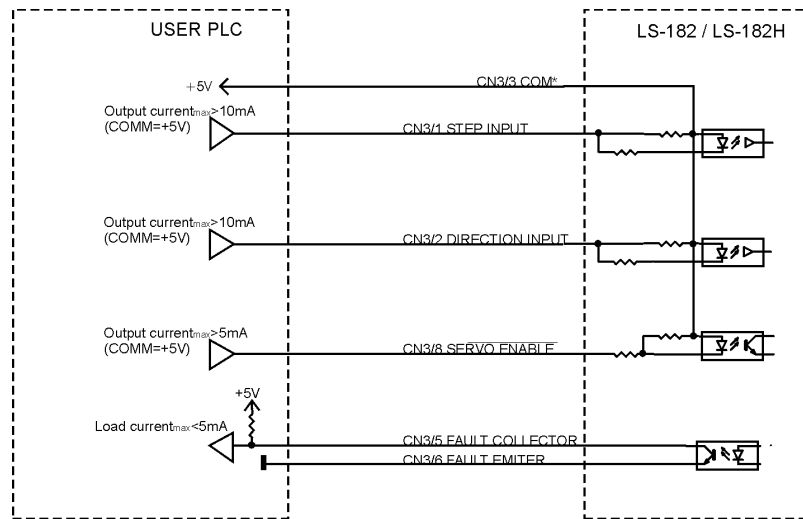 USER PLC
LS-182 / LS-182H
CN3/3 COM*
+5V
Output currentmax>10mA
(COMM=+5V)
CN3/1 STEP INPUT
Output currentmax>10mA
(COMM=+5V)
CN3/2 DIRECTION INPUT
Output currentmax>5mA
(COMM=+5V)
CN3/8 SERVO ENABLE
+5V
Load currentmax<5mA
CN3/5 FAULT COLLECTOR
CN3/6 FAULT EMITER